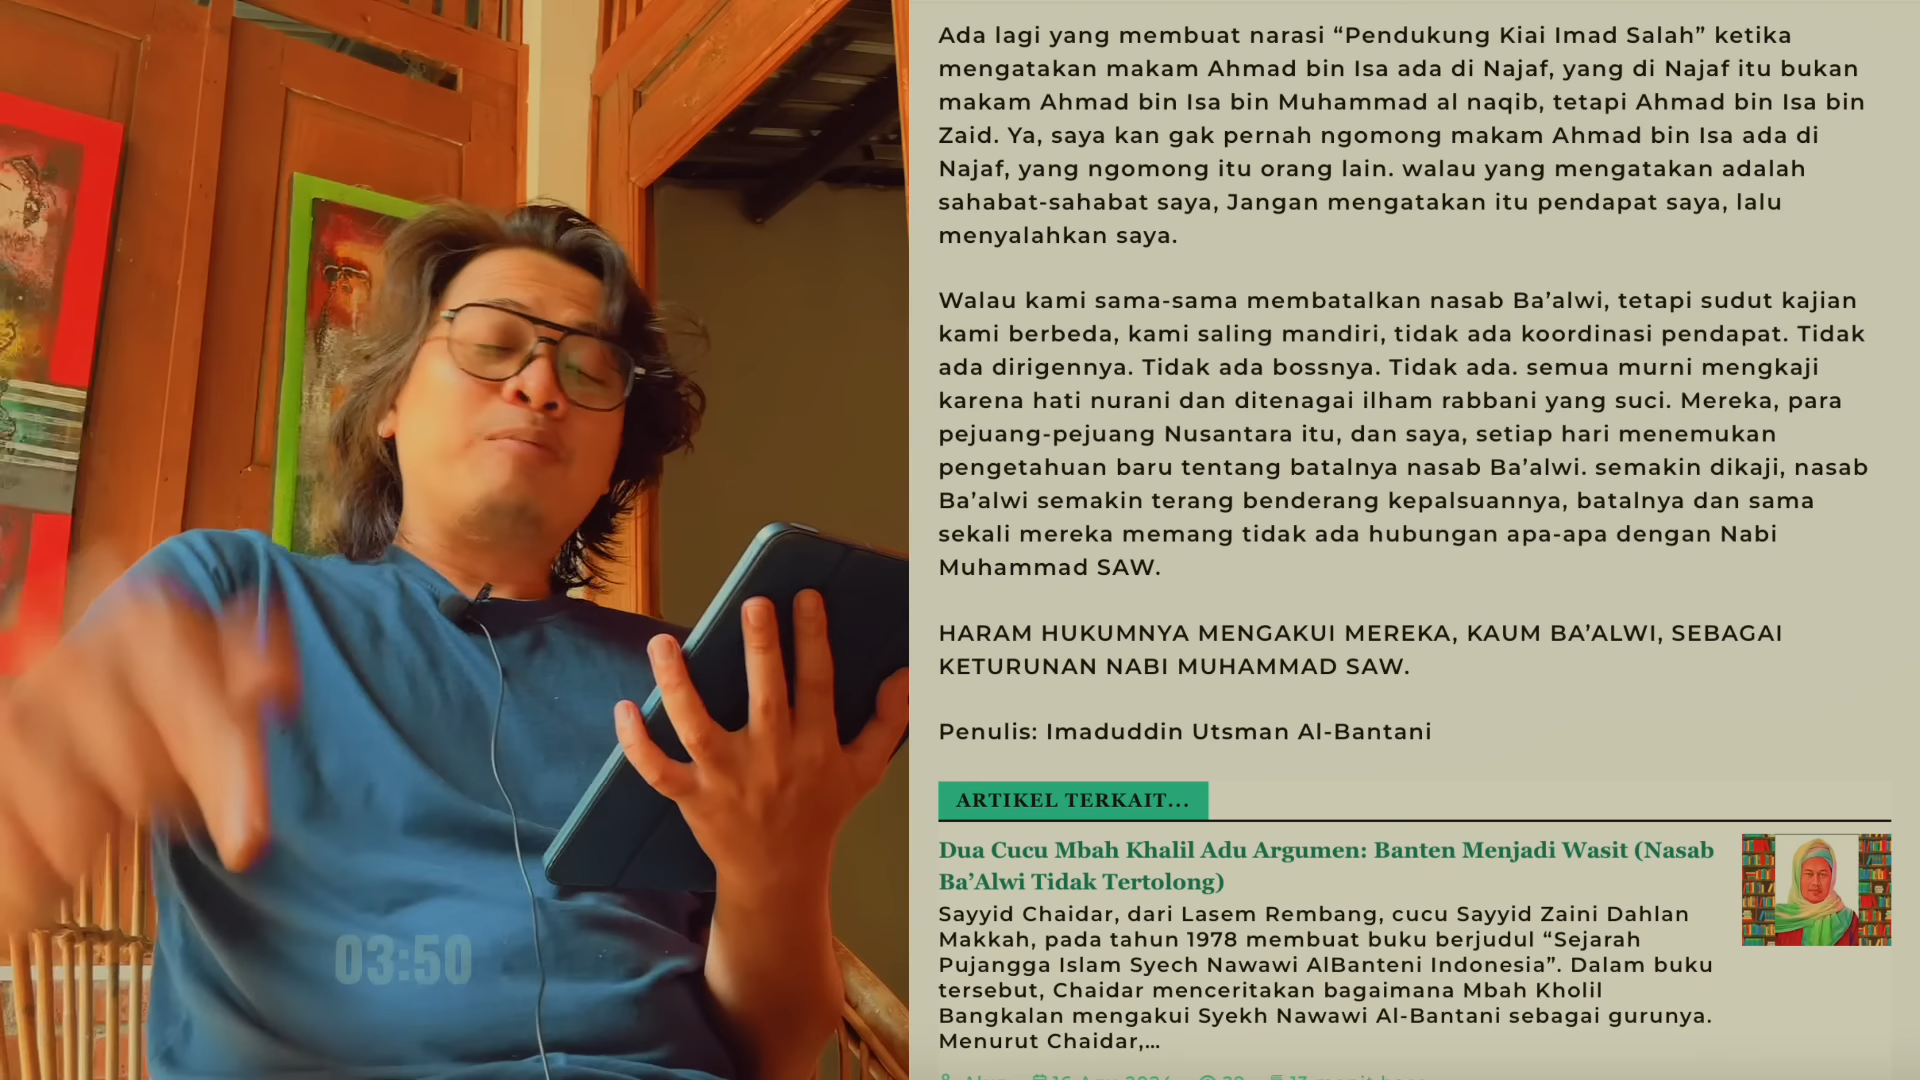 Ada lagi yang membuat narasi “Pendukung Kiai Imad Salah” ketika
mengatakan makam Ahmad bin Isa ada di Najaf, yang di Najaf itu bukan
makam Ahmad bin Isa bin Muhammad al naqib, tetapi Ahmad bin Isa bin
Zaid. Ya, saya kan gak pernah ngomong makam Ahmad bin Isa ada di
Najaf, yang ngomong itu orang lain. walau yang mengatakan adalah
sahabat-sahabat saya, Jangan mengatakan itu pendapat saya, lalu
menyalahkan saya.
Walau kami sama-sama membatalkan nasab Ba’alwi, tetapi sudut kajian
kami berbeda, kami saling mandiri, tidak ada koordinasi pendapat. Tidak
ada dirigennya. Tidak ada bossnya. Tidak ada. semua murni mengkaji
karena hati nurani dan ditenagai ilham rabbani yang suci. Mereka, para
pejuang-pejuang Nusantara itu, dan saya, setiap hari menemukan
pengetahuan baru tentang batalnya nasab Ba’alwi. semakin dikaji, nasab
Ba’alwi semakin terang benderang kepalsuannya, batalnya dan sama
sekali mereka memang tidak ada hubungan apa-apa dengan Nabi
Muhammad SAW.
HARAM HUKUMNYA MENGAKUI MEREKA, KAUM BA’ALWI, SEBAGAI
KETURUNAN NABI MUHAMMAD SAW.
Penulis: Imaduddin Utsman Al-Bantani
ARTIKEL TERKAIT...
Dua Cucu Mbah Khalil Adu Argumen: Banten Menjadi Wasit (Nasab
Ba’Alwi Tidak Tertolong)
Sayyid Chaidar, dari Lasem Rembang, cucu Sayyid Zaini Dahlan
Makkah, pada tahun 1978 membuat buku berjudul “Sejarah
Pujangga Islam Syech Nawawi AlBanteni Indonesia”. Dalam buku
tersebut, Chaidar menceritakan bagaimana Mbah Kholil
Bangkalan mengakui Syekh Nawawi Al-Bantani sebagai gurunya.
Menurut Chaidar,...
03:50